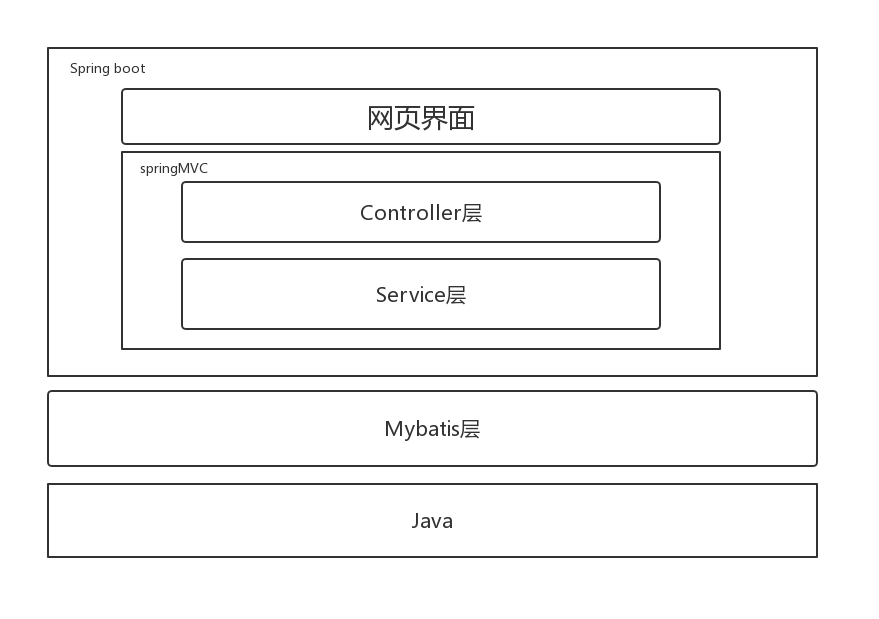 Spring boot
网页界面
springMVC
Controller层
Service层
Mybatis层
Java